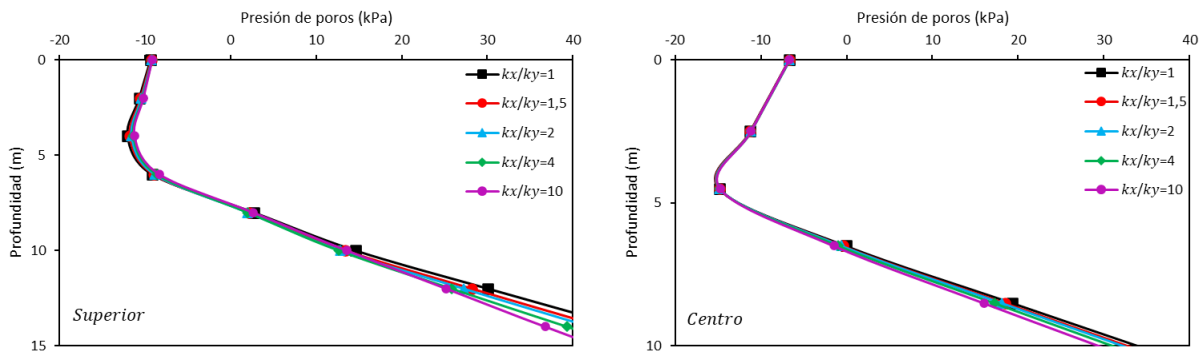 Presión de poros (kPa)
-20 -10 0 10 20 30 40
0
5
10
15
Profundidad (m)
kx/ky=1
kx/ky=1,5
kx/ky=2
kx/ky=4
kx/ky=10
Superior
Presión de poros (kPa)
-20 -10 0 10 20 30 40
0
5
10
Profundidad (m)
kx/ky=1
kx/ky=1,5
kx/ky=2
kx/ky=4
kx/ky=10
Centro